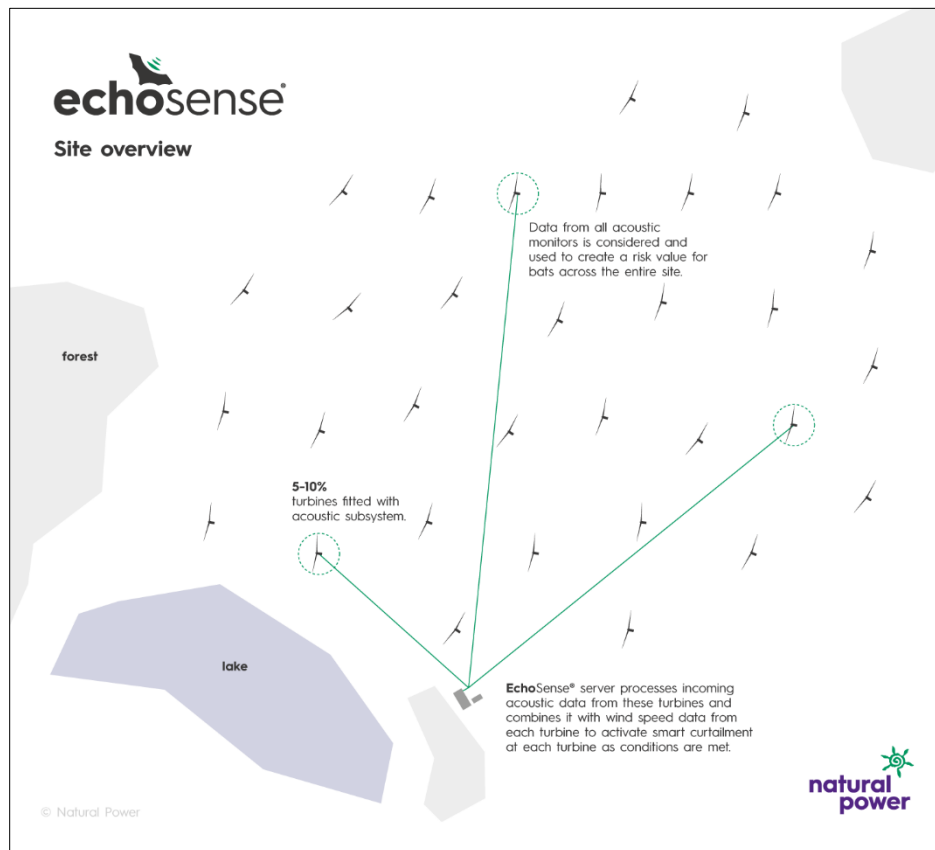 echosense®
Site overview
Data from all acoustic
monitors is considered and
used to create a risk value for
bats across the entire site.
forest
5-10%
turbines fitted with
acoustic subsystem.
lake
EchoSense® server processes incoming
acoustic data from these turbines and
combines it with wind speed data from
each turbine to activate smart curtailment
at each turbine as conditions are met.
natural
power
© Natural Power